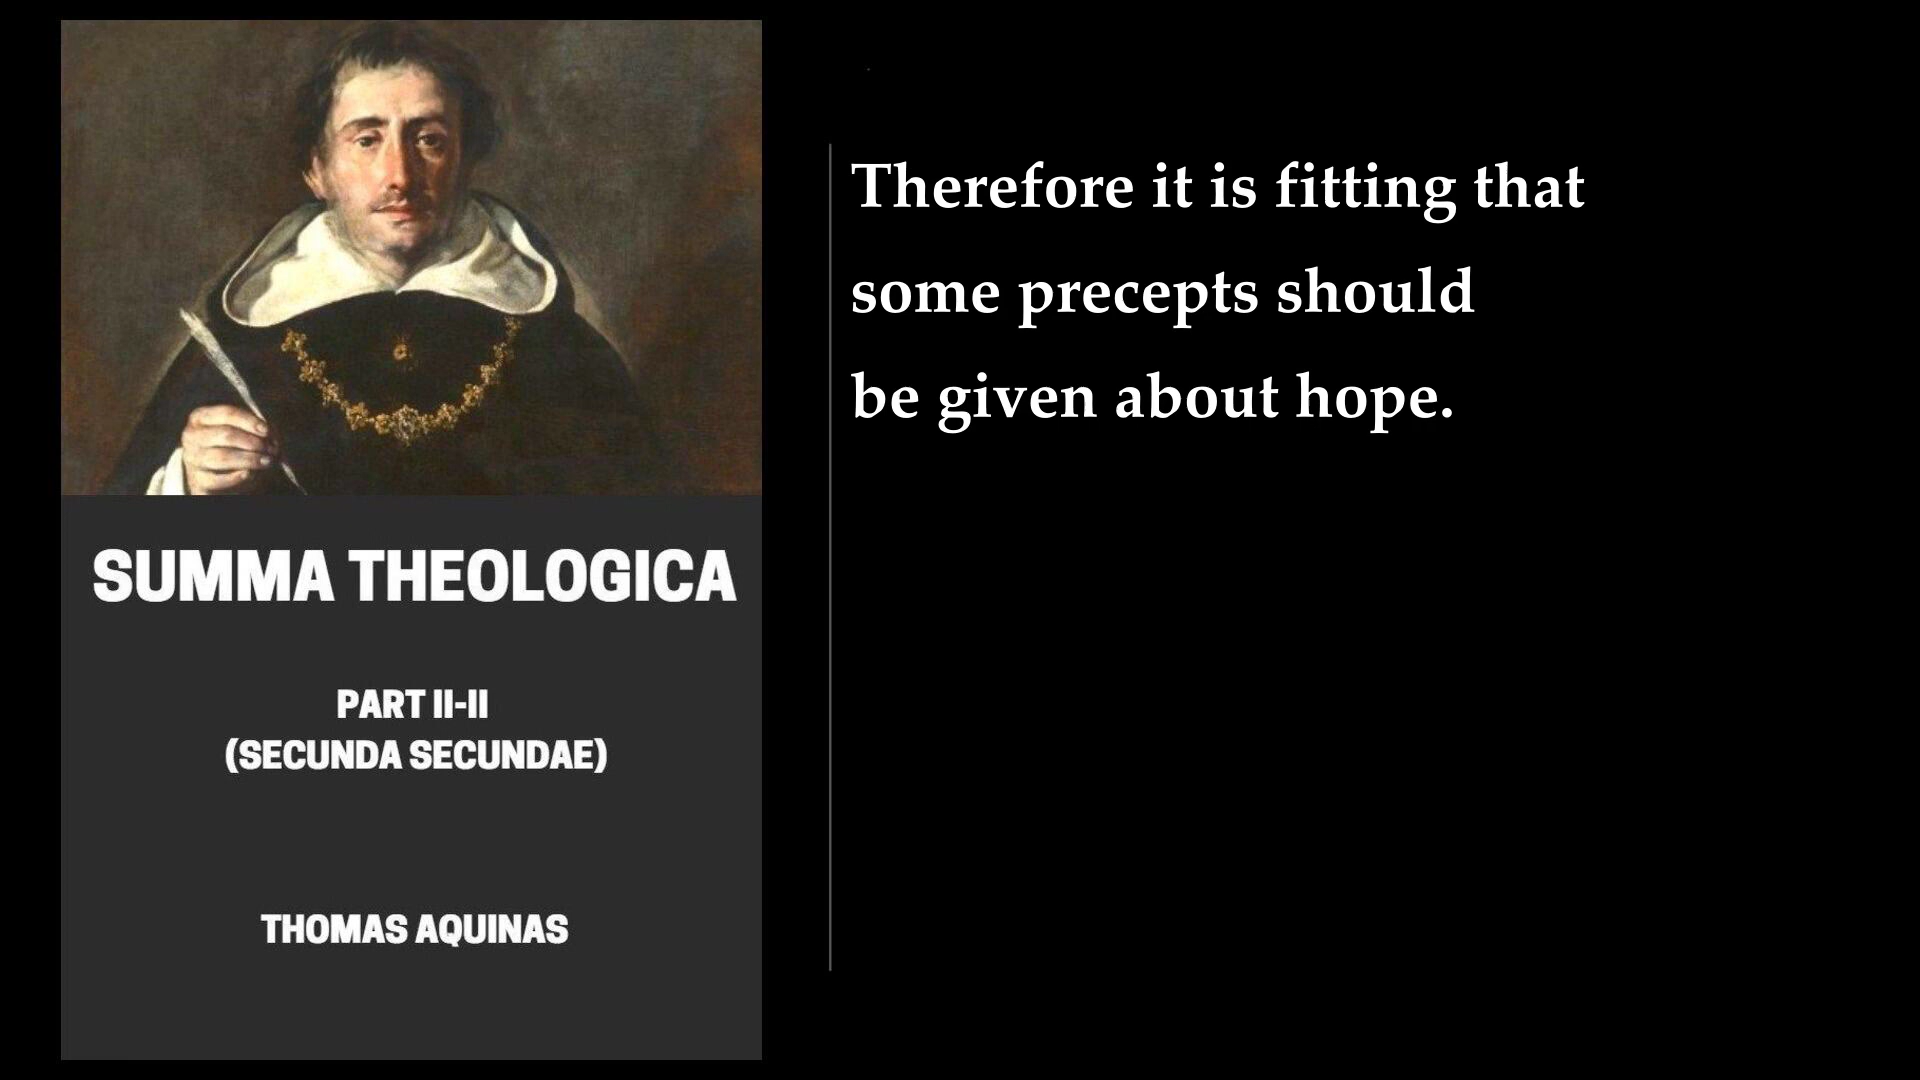 SUMMA THEOLOGICA
PART II-II
(SECUNDA SECUNDAE)
THOMAS AQUINAS
Therefore it is fitting that
some precepts should
be given about hope.